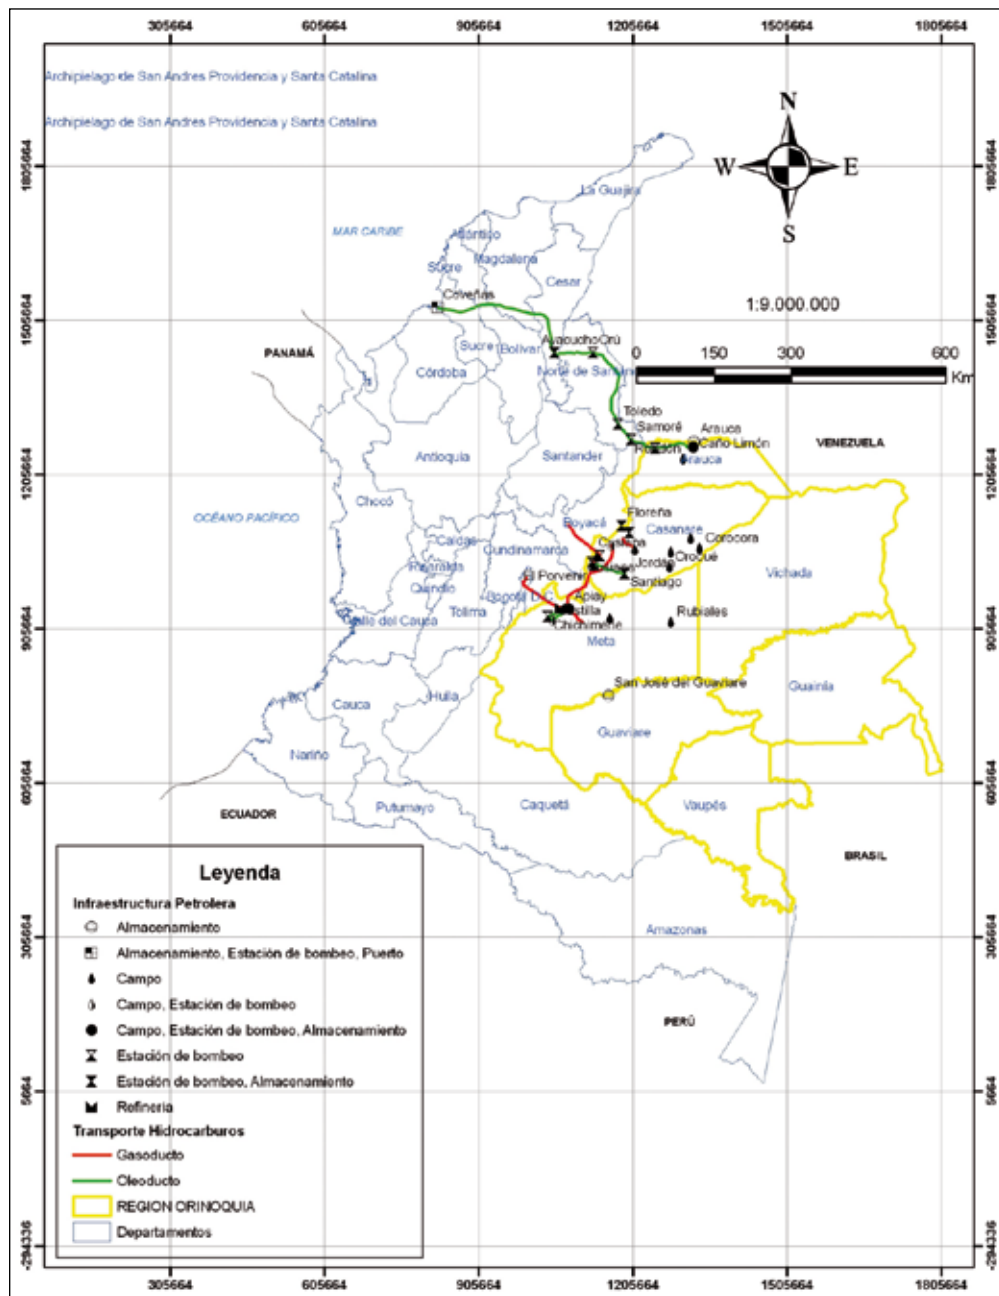 305664 605664 905664 1205664 1505664 1805664
Archipielago de San Andres Providencia y Santa Catalina
Archipielago de San Andres Providencia y Santa Catalina
N
W E
S
1805664 1805664
La Guajira
MAR CARIBE
Atlántico
Magdalena
Sucre
Cesar
Coveñas
1:9.000.000
1505664 1505664
Ayacucho Orú
PANAMÁ
Sucre
Bolívar
0 150 300 600
Km
Córdoba
Norte de San
Toledo
Samoré
Arauca
Caño Limón
VENEZUELA
Antioquia
Santander
Arauca
1205664 1205664
Chocó
OCÉANO PACÍFICO
Floreña
Boyacá
Casanare
Corocora
Caldas
Cundinamarca
Oroqué
Jordán
Risaralda
Porvenir
Santiago
Vichada
Quindío
Bogotá D.C.
Apiay
Tolima
Rubiales
Valle del Cauca
Chichimene
905664 905664
Meta
San José del Guaviare
Guainía
Huila
Cauca
Guaviare
Nariño
605664 605664
Putumayo
Caquetá
Vaupés
ECUADOR
BRASIL
Leyenda
Infraestructura Petrolera
Almacenamiento
Almacenamiento, Estación de bombeo, Puerto
Campo
Campo, Estación de bombeo
Campo, Estación de bombeo, Almacenamiento
Estación de bombeo
Estación de bombeo, Almacenamiento
Refinería
Transporte Hidrocarburos
Gasoducto
Oleoducto
REGION ORINOQUIA
Departamentos
305664 305664
Amazonas
PERÚ
5664 5664
-294336 -294336
305664 605664 905664 1205664 1505664 1805664